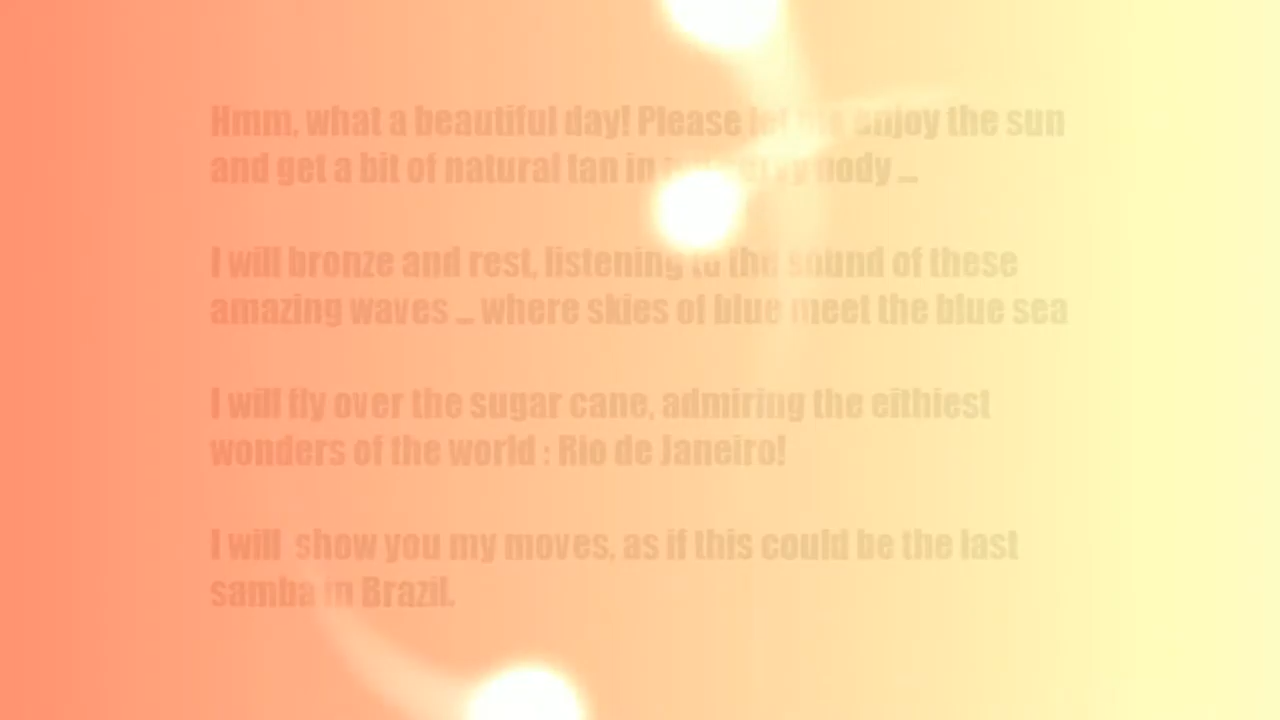 Hmm, what a beautiful day! Please let enjoy the sun
and get a bit of natural tan in body ...
I will bronze and rest, listening to the sound of these
amazing waves ... where skies of blue meet the blue sea
I will fly over the sugar cane, admiring the eithiest
wonders of the world : Rio de Janeiro!
I will show you my moves, as if this could be the last
samba in Brazil.